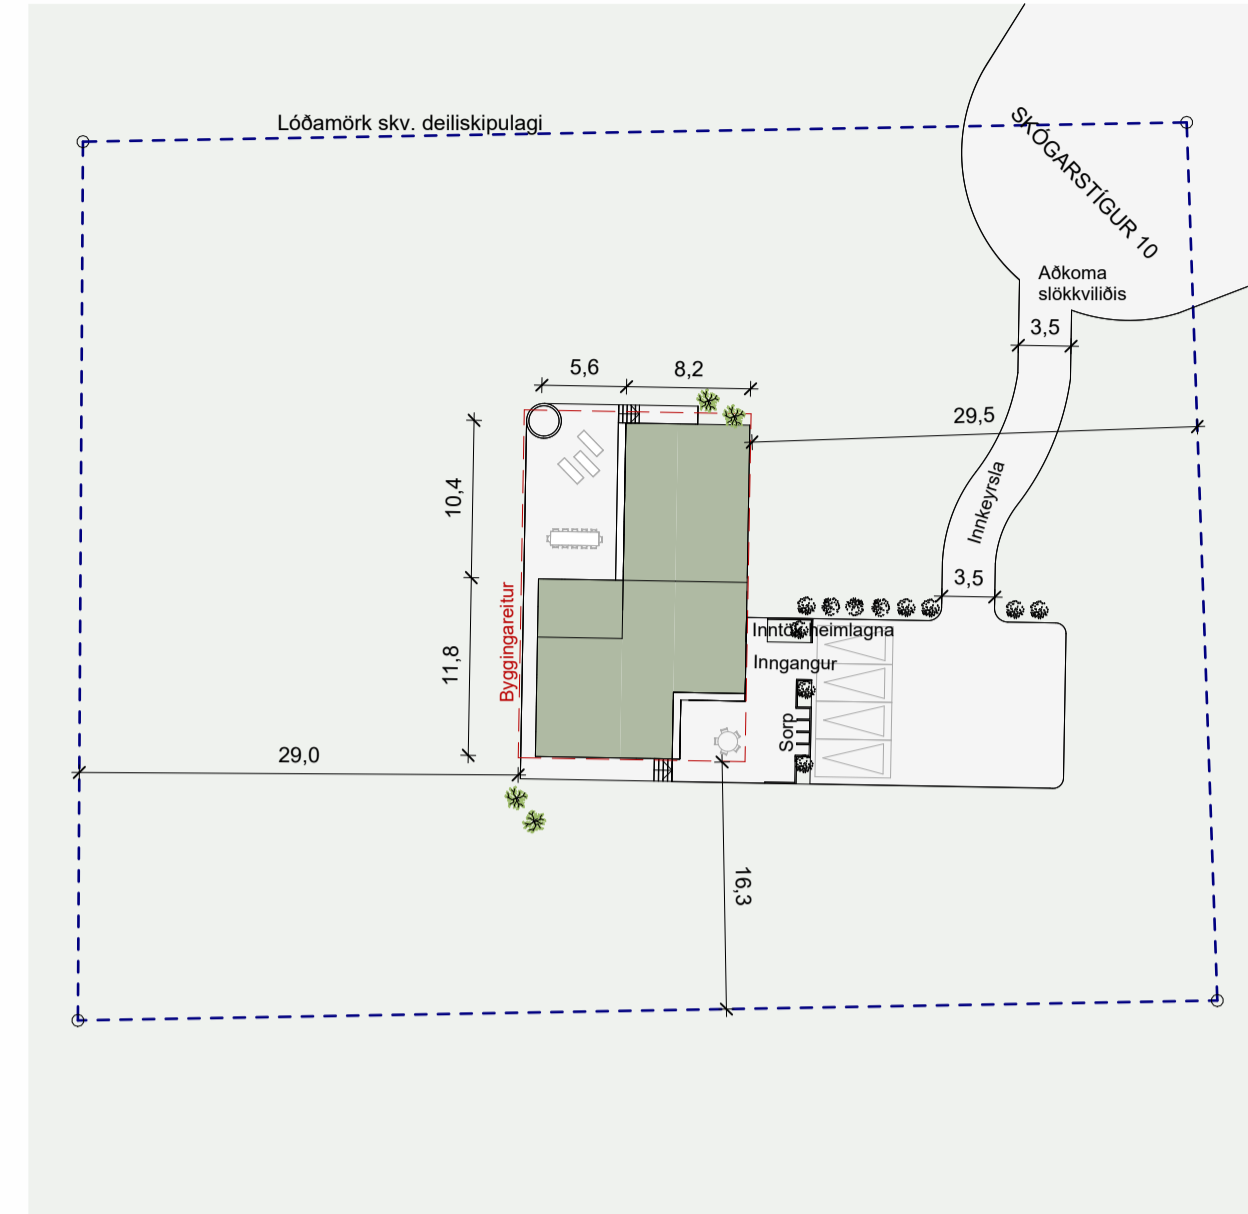 Lóðamörk skv. deiliskipulagi
SKÓGARSTÍGUR 10
Aðkoma
slökkviliðis
3,5
5,6
8,2
29,5
10,4
Innkeyrsla
3,5
Byggingareitur
Inntök heimlagna
Inngangur
11,8
Sorp
29,0
16,3